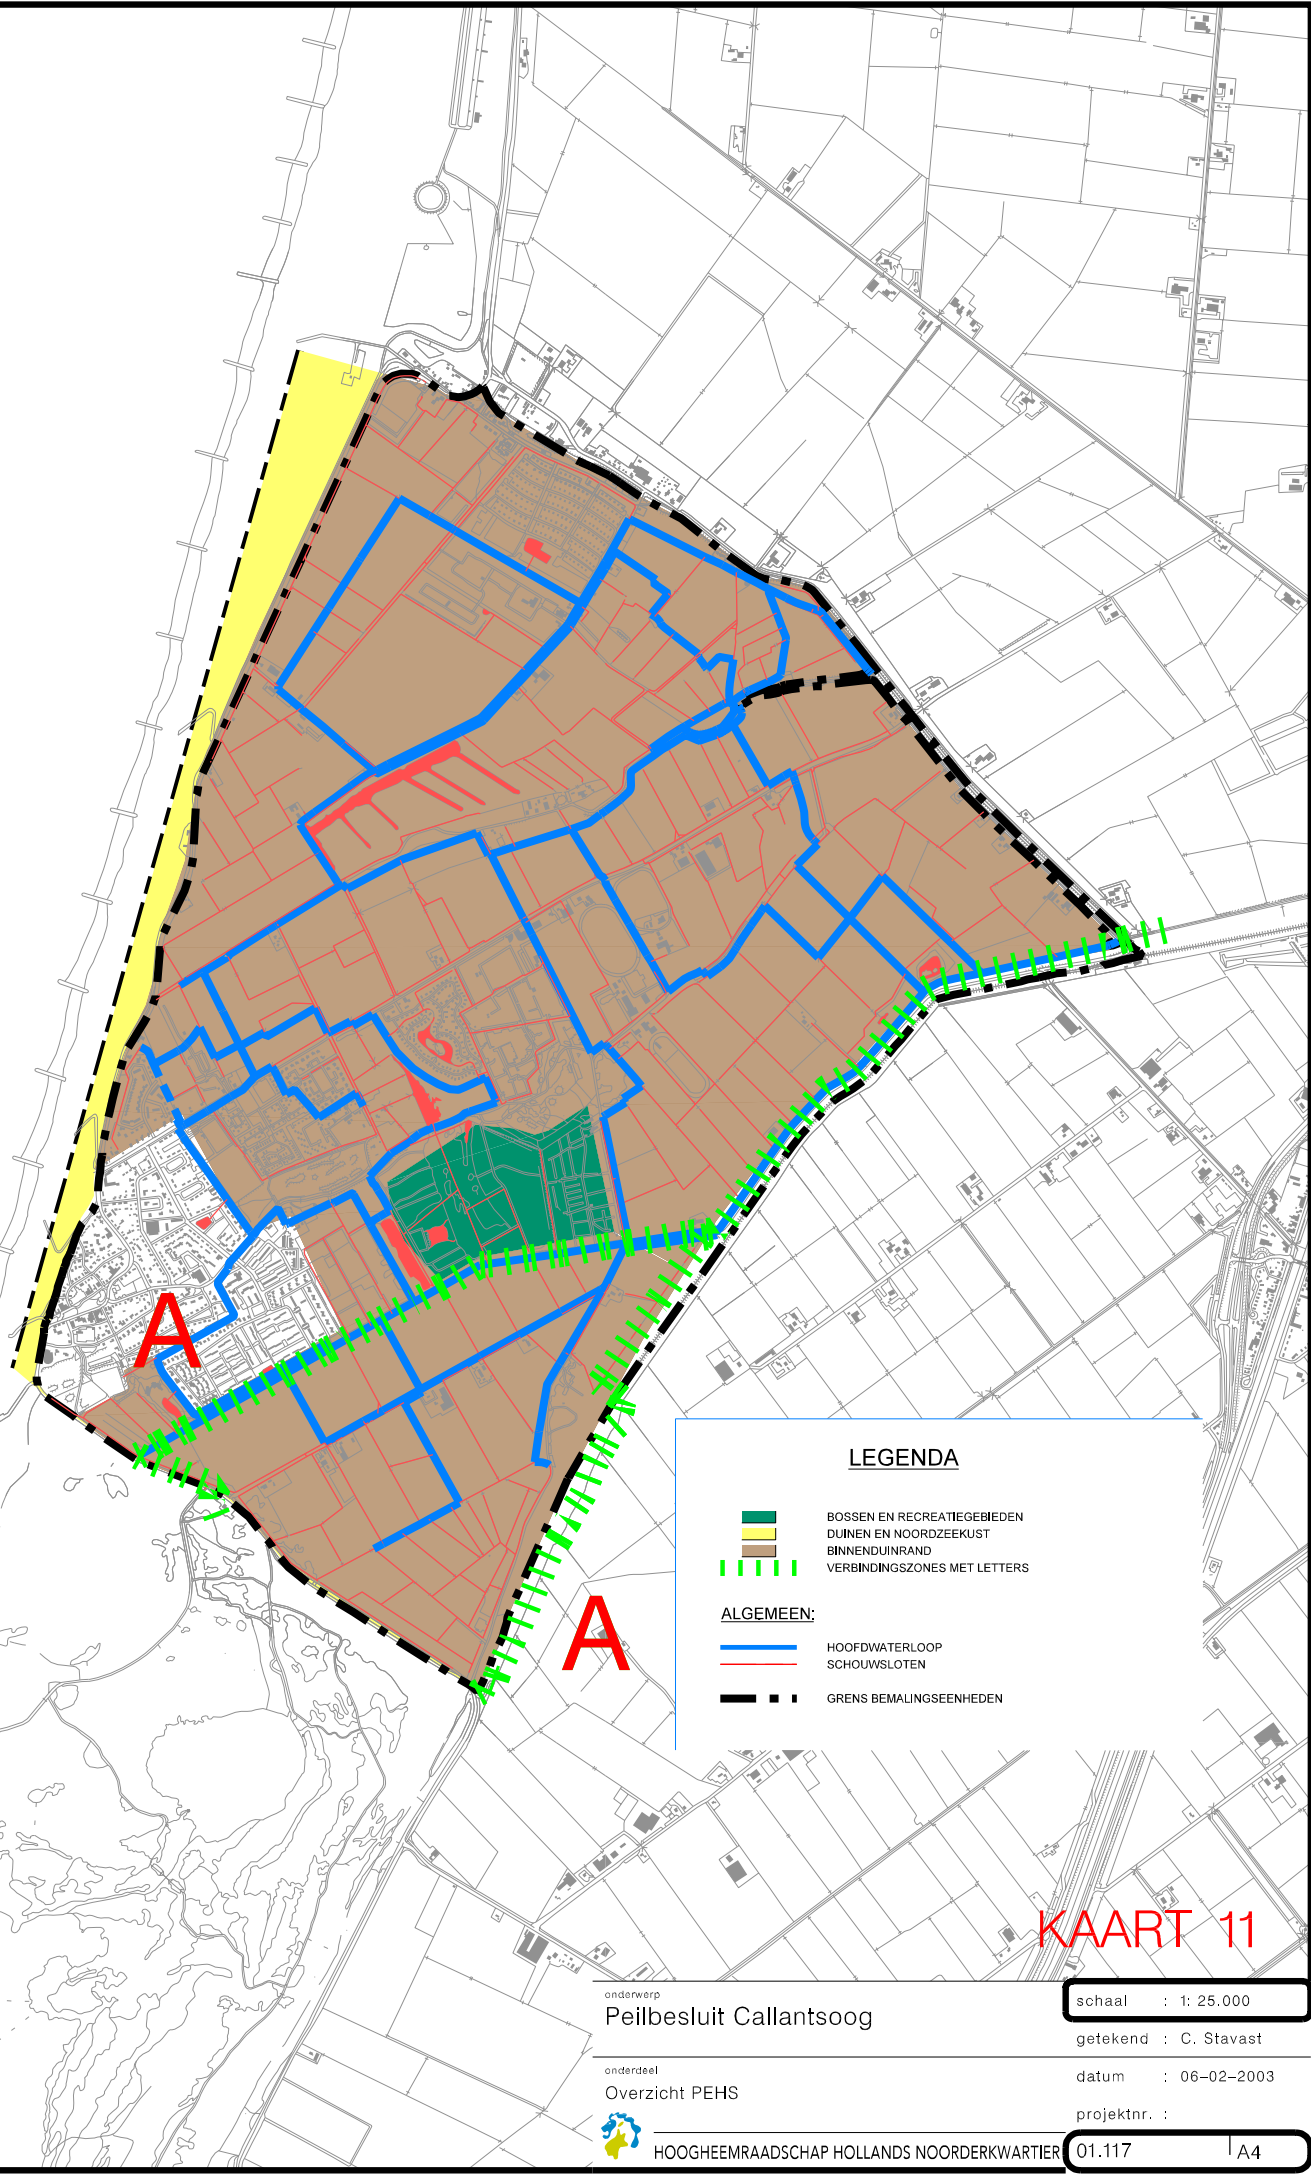 A
A
LEGENDA
BOSSEN EN RECREATIEGEBIEDEN
DUINEN EN NOORDZEEKUST
BINNENDUINRAND
VERBINDINGSZONES MET LETTERS
ALGEMEEN:
HOOFDWATERLOOP
SCHOUWSLOTEN
GRENS BEMALINGSEENHEDEN
KAART 11
onderwerp
Peilbesluit Callantsoog
onderdeel
Overzicht PEHS
HOOGHEEMRAADSCHAP HOLLANDS NOORDERKWARTIER
schaal : 1: 25.000
getekend : C. Stavast
datum : 06-02-2003
projektnr. :
01.117 A4